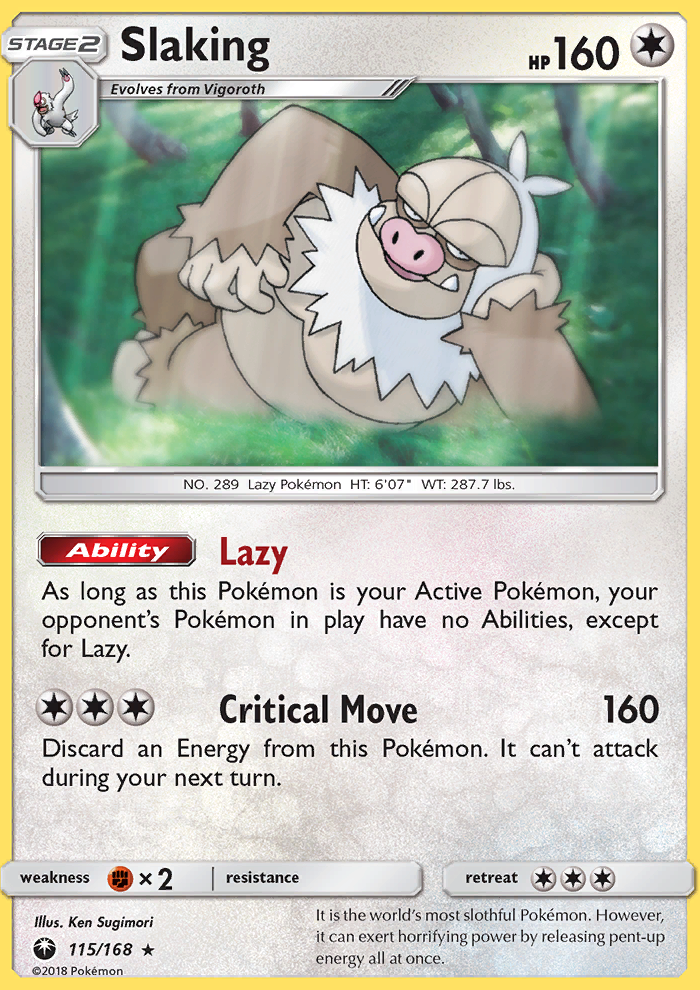 STAGE 2
Slaking
HP 160
Evolves from Vigoroth
NO. 289 Lazy Pokémon HT: 6'07" WT: 287.7 lbs.
Ability Lazy
As long as this Pokémon is your Active Pokémon, your
opponent's Pokémon in play have no Abilities, except
for Lazy.
Critical Move 160
Discard an Energy from this Pokémon. It can't attack
during your next turn.
weakness ×2 resistance retreat
Illus. Ken Sugimori
115/168 ★
©2018 Pokémon
It is the world's most slothful Pokémon. However,
it can exert horrifying power by releasing pent-up
energy all at once.